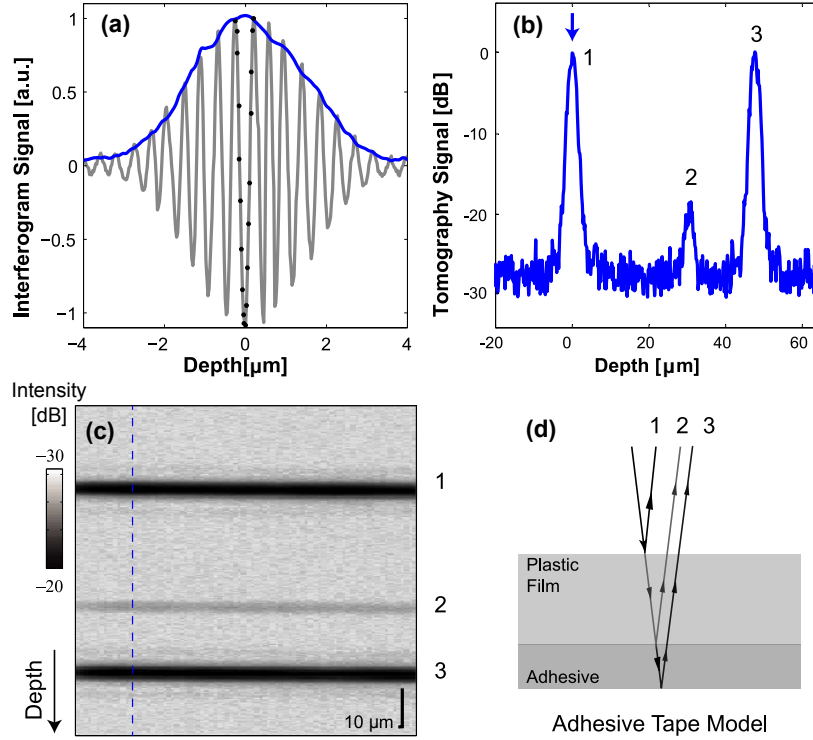 (a)
Interferogram Signal [a.u.]
1
0.5
0
−0.5
−1
−4
−2
0
2
4
Depth[µm]
(b)
Tomography Signal [dB]
0
−10
−20
−30
1
2
3
-20
0
20
40
60
Depth [µm]
Intensity
[dB]
−30
−20
Depth
(c)
1
2
3
10 µm
(d)
1 2 3
Plastic
Film
Adhesive
Adhesive Tape Model